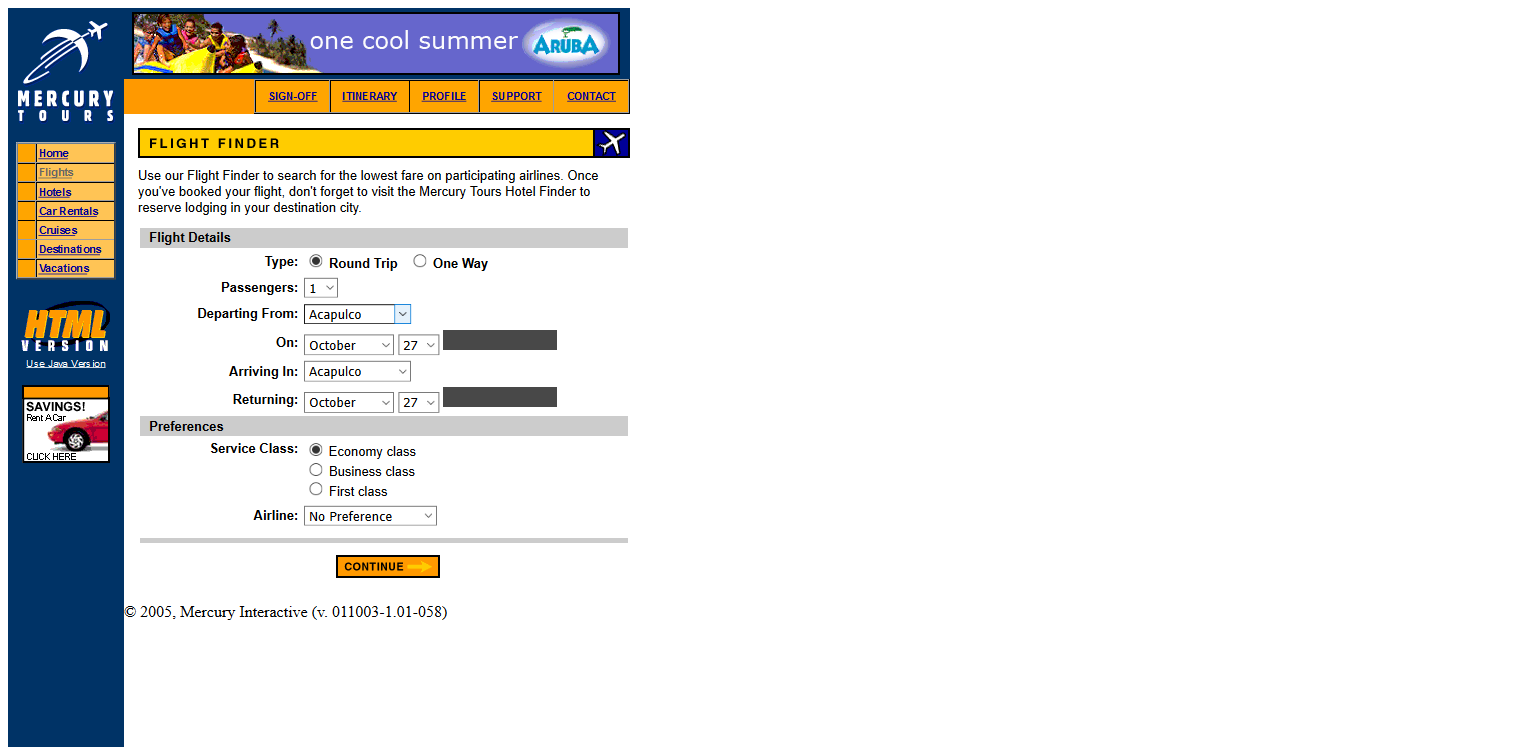 one cool summer ARUBA
MERCURY
TOURS
SIGN-OFF ITINERARY PROFILE SUPPORT CONTACT
Home
Flights
Hotels
Car Rentals
Cruises
Destinations
Vacations
HTML
VERSION
Use Java Version
SAVINGS!
Rent A Car
CLICK HERE
FLIGHT FINDER
Use our Flight Finder to search for the lowest fare on participating airlines. Once
you've booked your flight, don't forget to visit the Mercury Tours Hotel Finder to
reserve lodging in your destination city.
Flight Details
Type: Round Trip One Way
Passengers: 1
Departing From: Acapulco
On: October 27
Arriving In: Acapulco
Returning: October 27
Preferences
Service Class: Economy class
Business class
First class
Airline: No Preference
CONTINUE
© 2005, Mercury Interactive (v. 011003-1.01-058)